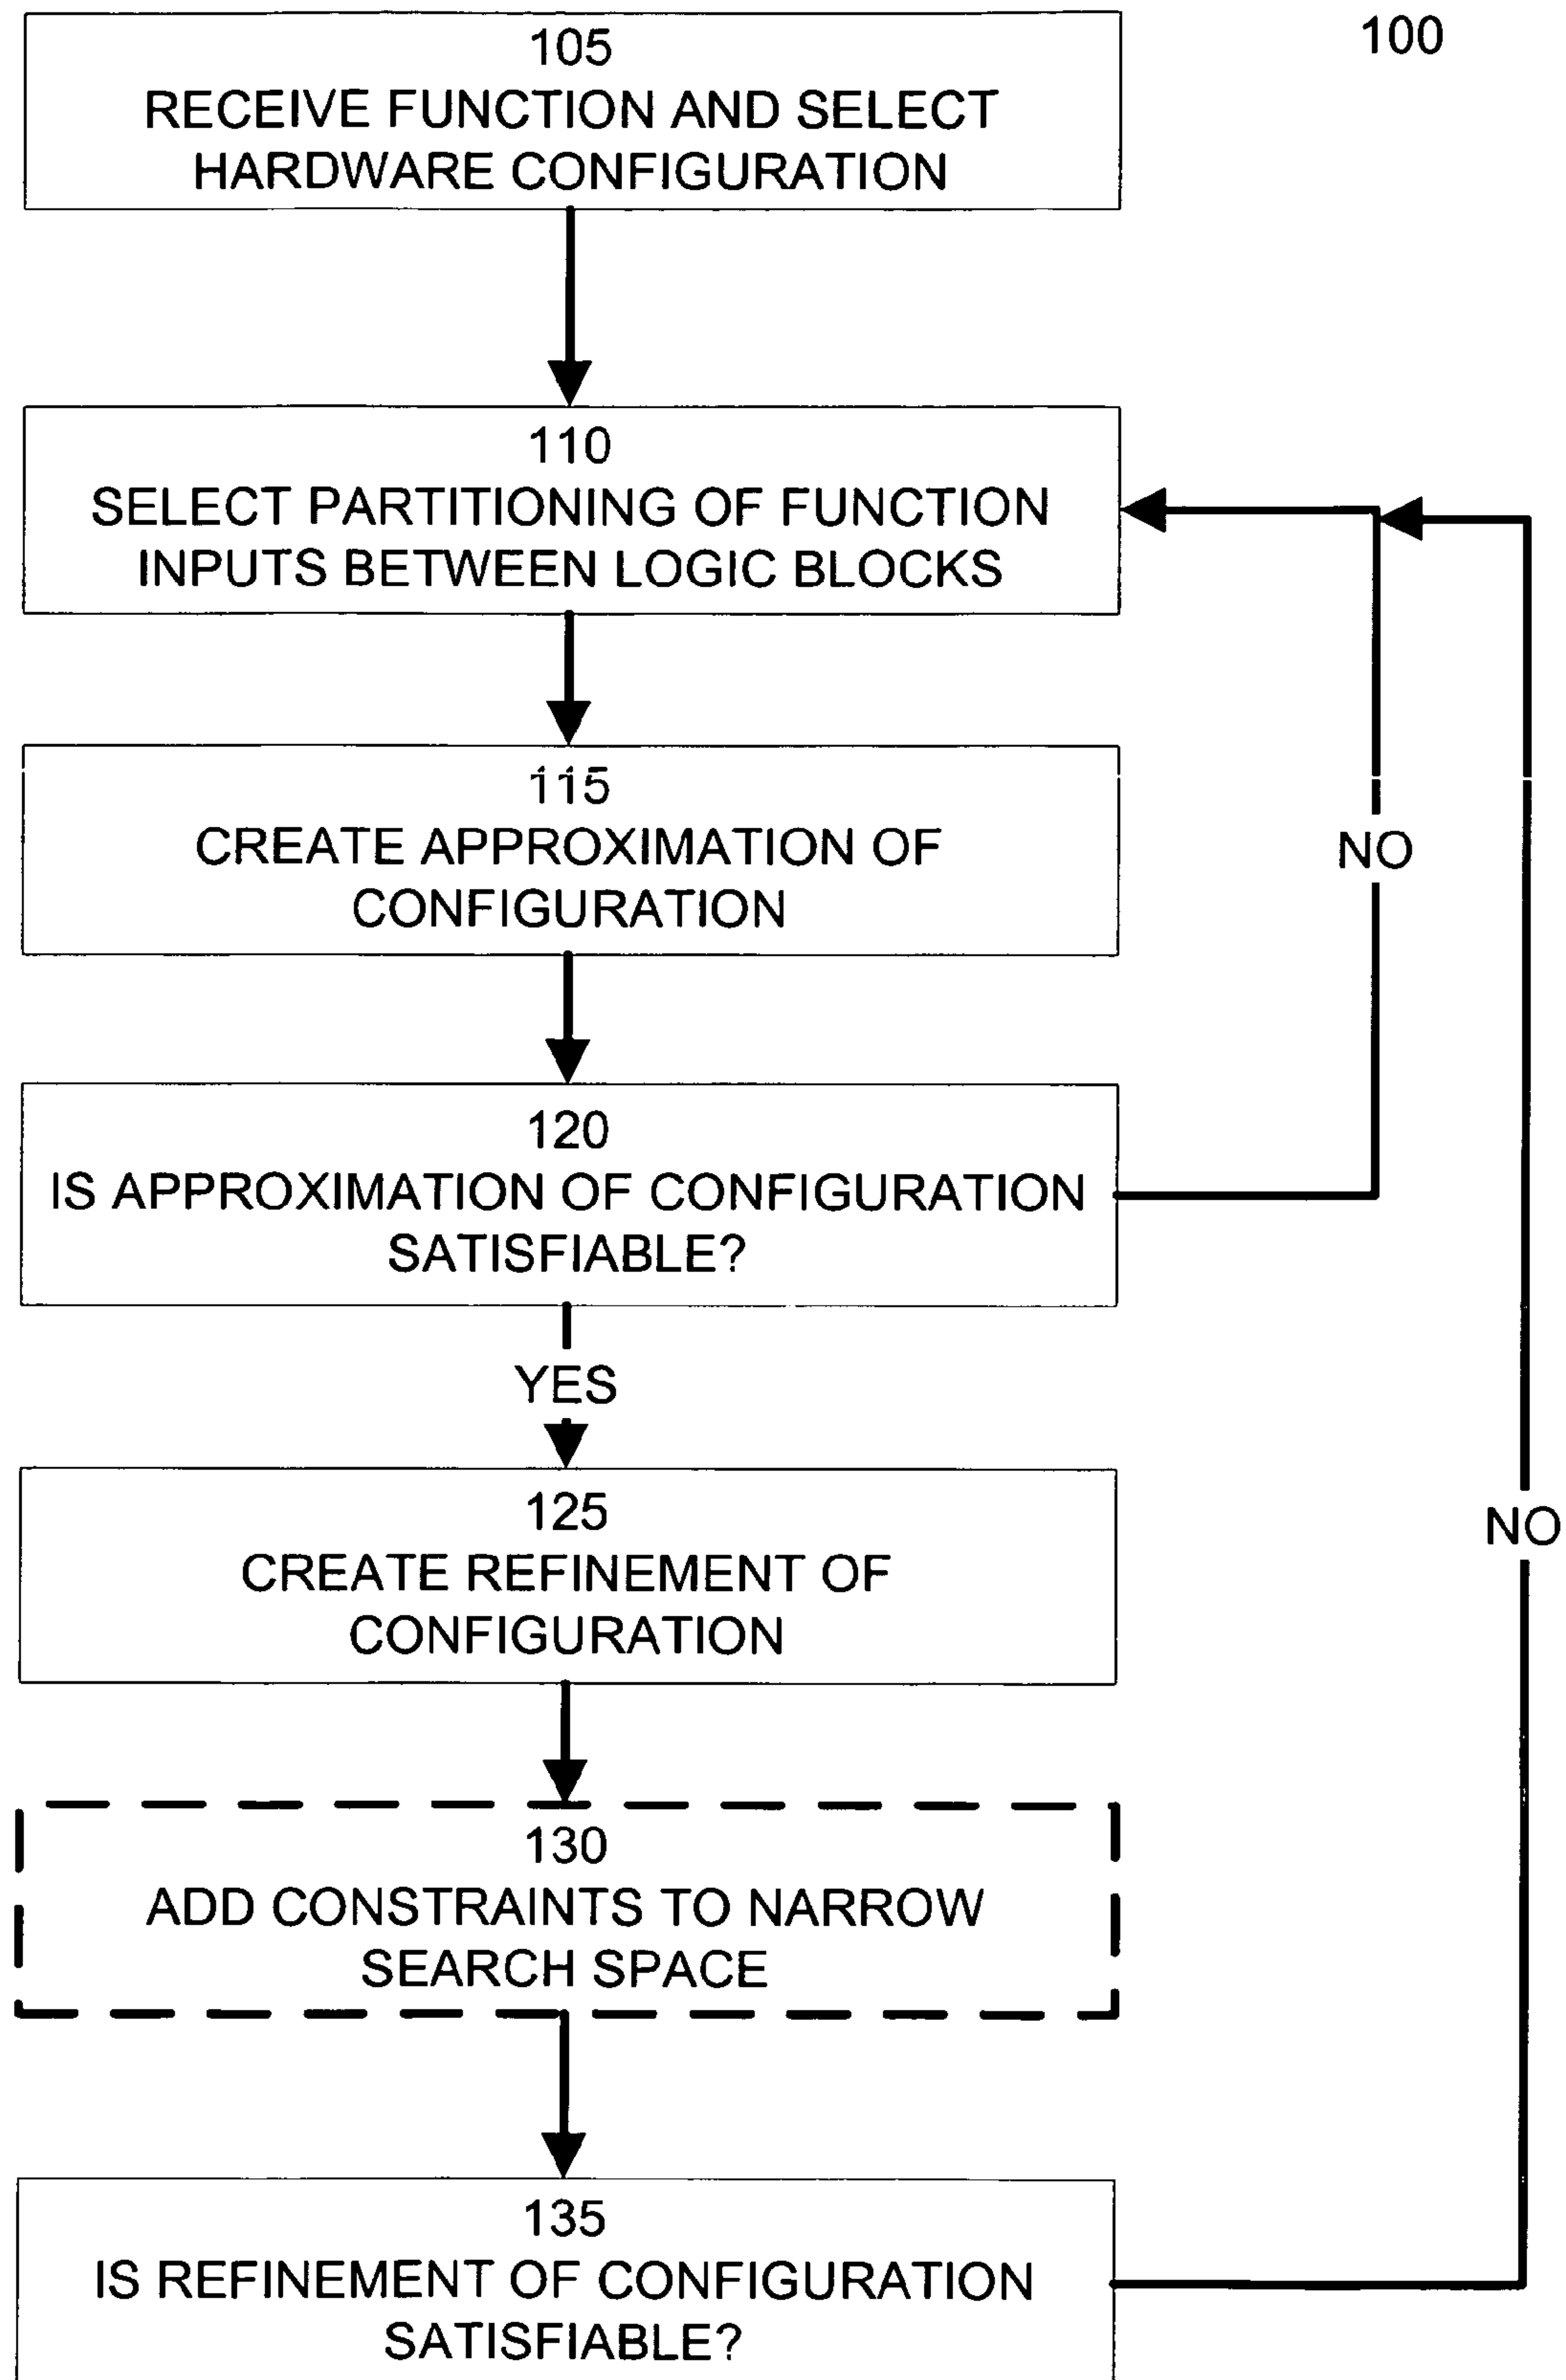 100
105
RECEIVE FUNCTION AND SELECT
HARDWARE CONFIGURATION
110
SELECT PARTITIONING OF FUNCTION
INPUTS BETWEEN LOGIC BLOCKS
115
CREATE APPROXIMATION OF
CONFIGURATION
NO
120
IS APPROXIMATION OF CONFIGURATION
SATISFIABLE?
YES
125
CREATE REFINEMENT OF
CONFIGURATION
NO
130
ADD CONSTRAINTS TO NARROW
SEARCH SPACE
135
IS REFINEMENT OF CONFIGURATION
SATISFIABLE?